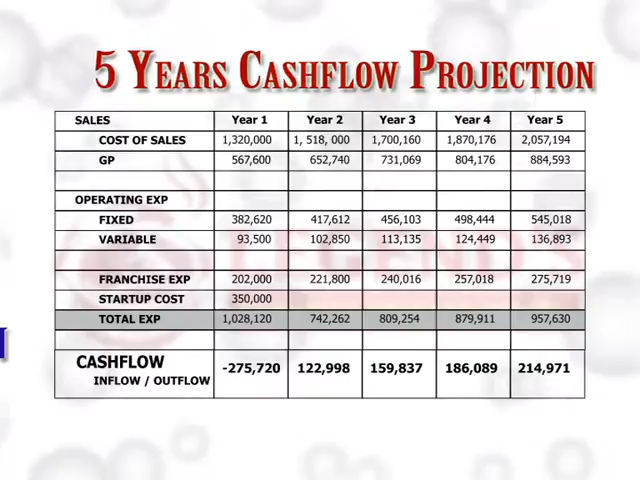 5 YEARS CASHFLOW PROJECTION
SALES Year 1 Year 2 Year 3 Year 4 Year 5
COST OF SALES 1,320,000 1, 518, 000 1,700,160 1,870,176 2,057,194
GP 567,600 652,740 731,069 804,176 884,593
OPERATING EXP
FIXED 382,620 417,612 456,103 498,444 545,018
VARIABLE 93,500 102,850 113,135 124,449 136,893
LEGEND'S
FRANCHISE EXP 202,000 221,800 240,016 257,018 275,719
STARTUP COST 350,000
TOTAL EXP 1,028,120 742,262 809,254 879,911 957,630
CASHFLOW -275,720 122,998 159,837 186,089 214,971
INFLOW / OUTFLOW